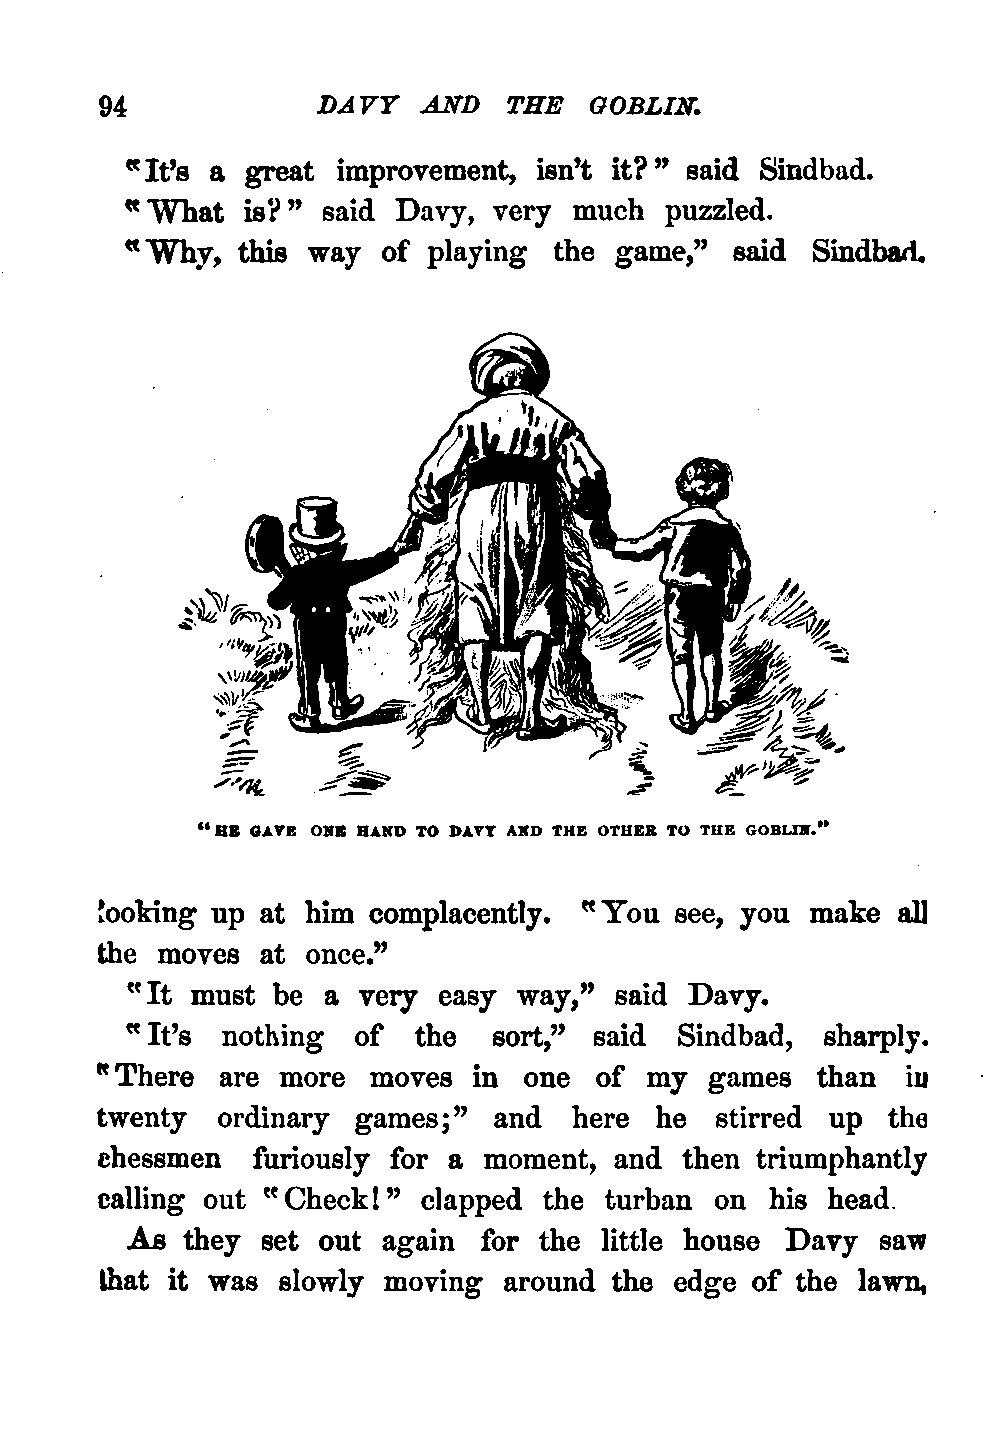 94 DAVY AND THE GOBLIN.
"It's a great improvement, isn't it?" said Sindbad.
"What is?" said Davy, very much puzzled.
"Why, this way of playing the game," said Sindbad.
"HE GAVE ONE HAND TO DAVY AND THE OTHER TO THE GOBLIN."
looking up at him complacently. "You see, you make all
the moves at once."
"It must be a very easy way," said Davy.
"It's nothing of the sort," said Sindbad, sharply.
"There are more moves in one of my games than in
twenty ordinary games;" and here he stirred up the
chessmen furiously for a moment, and then triumphantly
calling out "Check!" clapped the turban on his head.
As they set out again for the little house Davy saw
that it was slowly moving around the edge of the lawn,